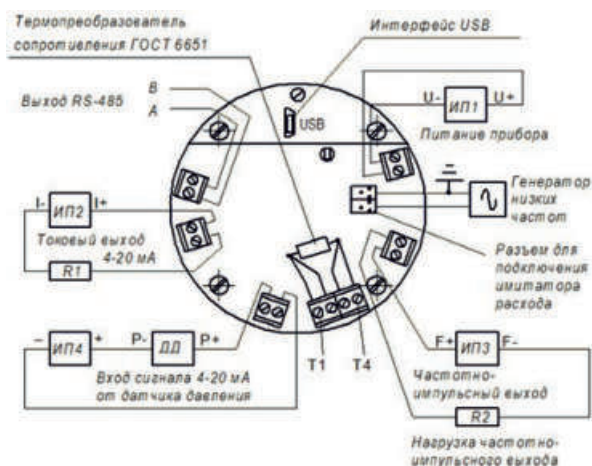 Термопреобразователь
сопротивления ГОСТ 6651
Интерфейс USB
Выход RS-485
B
A
USB
U-
ИП1
U+
Питание прибора
I-
ИП2
I+
Токовый выход
4-20 мА
R1
Генератор
низких
частот
Разъем для
подключения
имитатора
расхода
–
ИП4
+
P-
ДД
P+
Вход сигнала 4-20 мА
от датчика давления
T1
T4
F+
ИП3
F-
Частотно-
импульсный выход
R2
Нагрузка частотно-
импульсного выхода